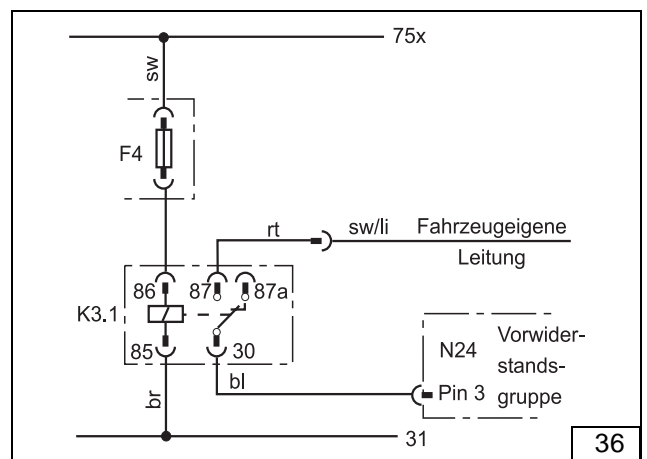 75x
sw
F4
rt
sw/li
Fahrzeugeigene
Leitung
86
87
87a
K3.1
85
30
N24
Vorwider-
stands-
gruppe
Pin 3
bl
br
31
36